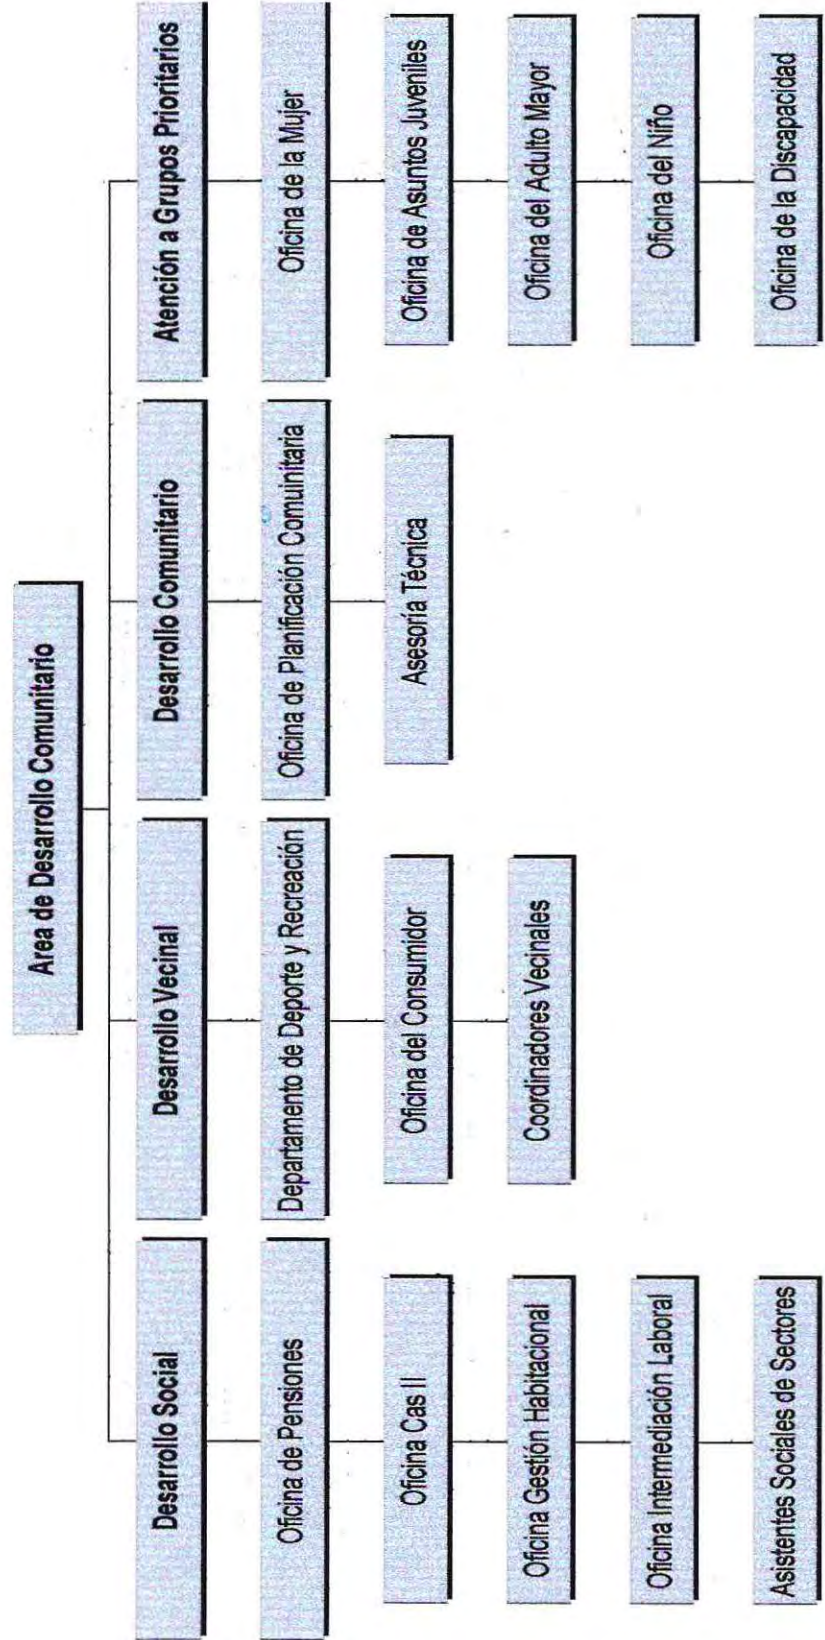 Area de Desarrollo Comunitario
Desarrollo Social
Oficina de Pensiones
Oficina Cas II
Oficina Gestión Habitacional
Oficina Intermediación Laboral
Asistentes Sociales de Sectores
Desarrollo Vecinal
Departamento de Deporte y Recreación
Oficina del Consumidor
Coordinadores Vecinales
Desarrollo Comunitario
Oficina de Planificación Comuinitaria
Asesoría Técnica
Atención a Grupos Prioritarios
Oficina de la Mujer
Oficina de Asuntos Juveniles
Oficina del Adulto Mayor
Oficina del Niño
Oficina de la Discapacidad